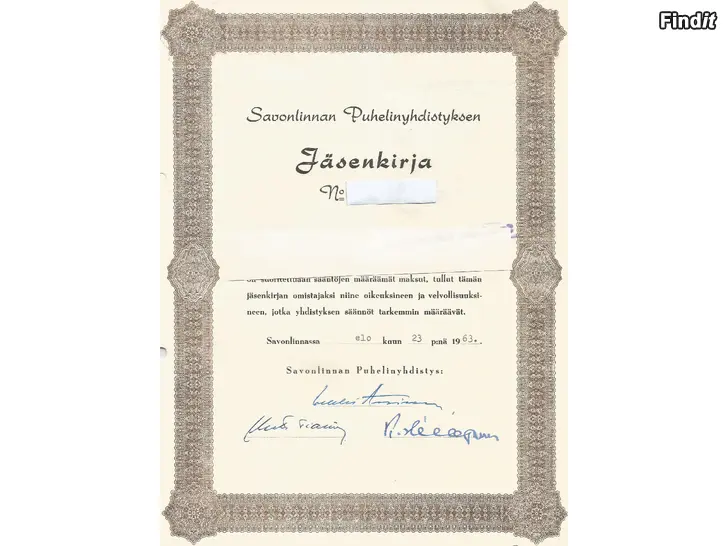 Findit
Savonlinnan Puhelinyhdistyksen
Jäsenkirja
No
on suoritettuaan sääntöjen määräämät maksut, tullut tämän
jäsenkirjan omistajaksi niine oikeuksineen ja velvollisuuksi-
neen, jotka yhdistyksen säännöt tarkemmin määräävät.
Savonlinnassa elo kuun 23 p:nä 1963.
Savonlinnan Puhelinyhdistys: